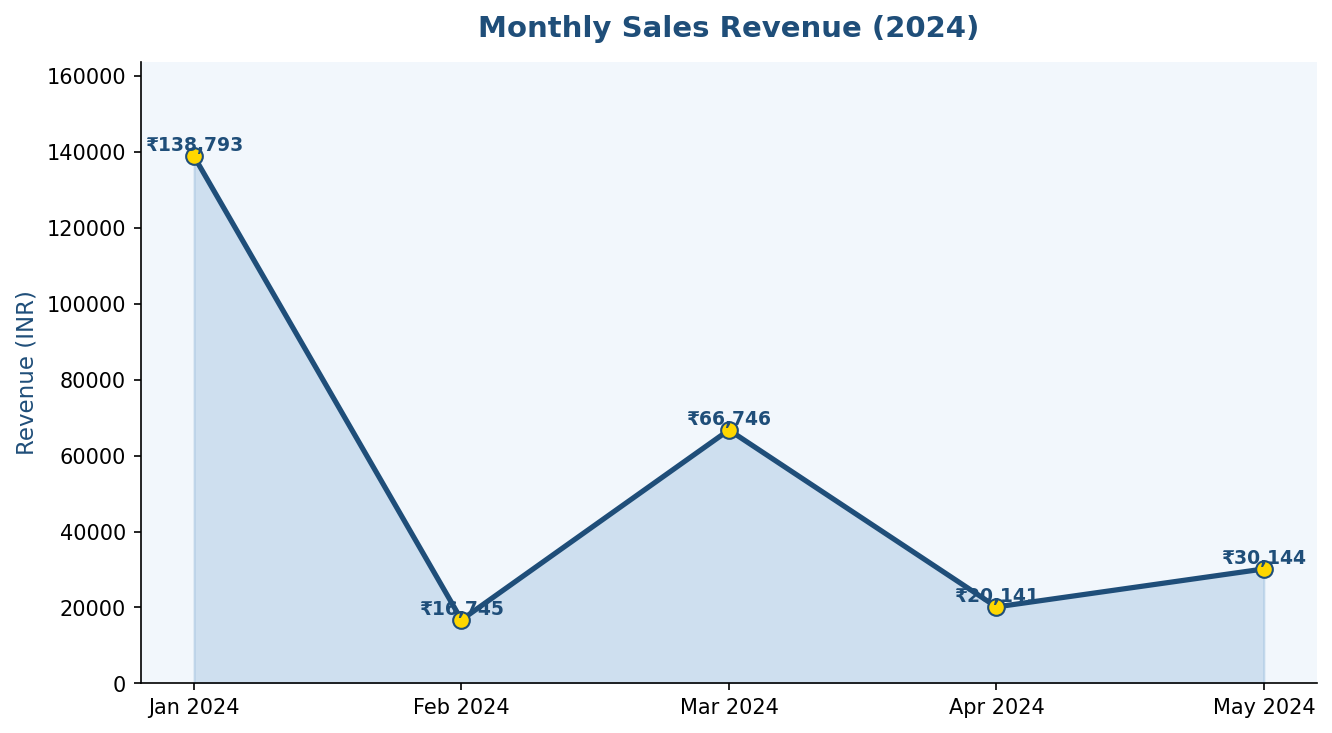 Monthly Sales Revenue (2024)
Revenue (INR)
160000
140000
120000
100000
80000
60000
40000
20000
0
₹138,793
₹16,745
₹66,746
₹20,141
₹30,144
Jan 2024
Feb 2024
Mar 2024
Apr 2024
May 2024